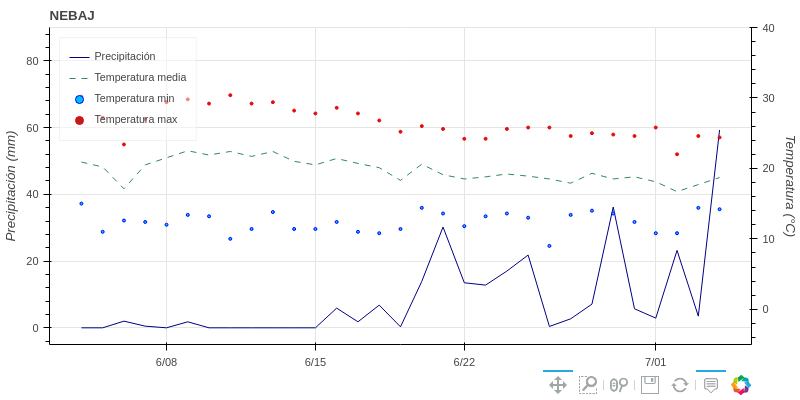 NEBAJ
Precipitación
Temperatura media
Temperatura min
Temperatura max
80
60
40
20
0
Precipitación (mm)
40
30
20
10
0
Temperatura (°C)
6/08
6/15
6/22
7/01